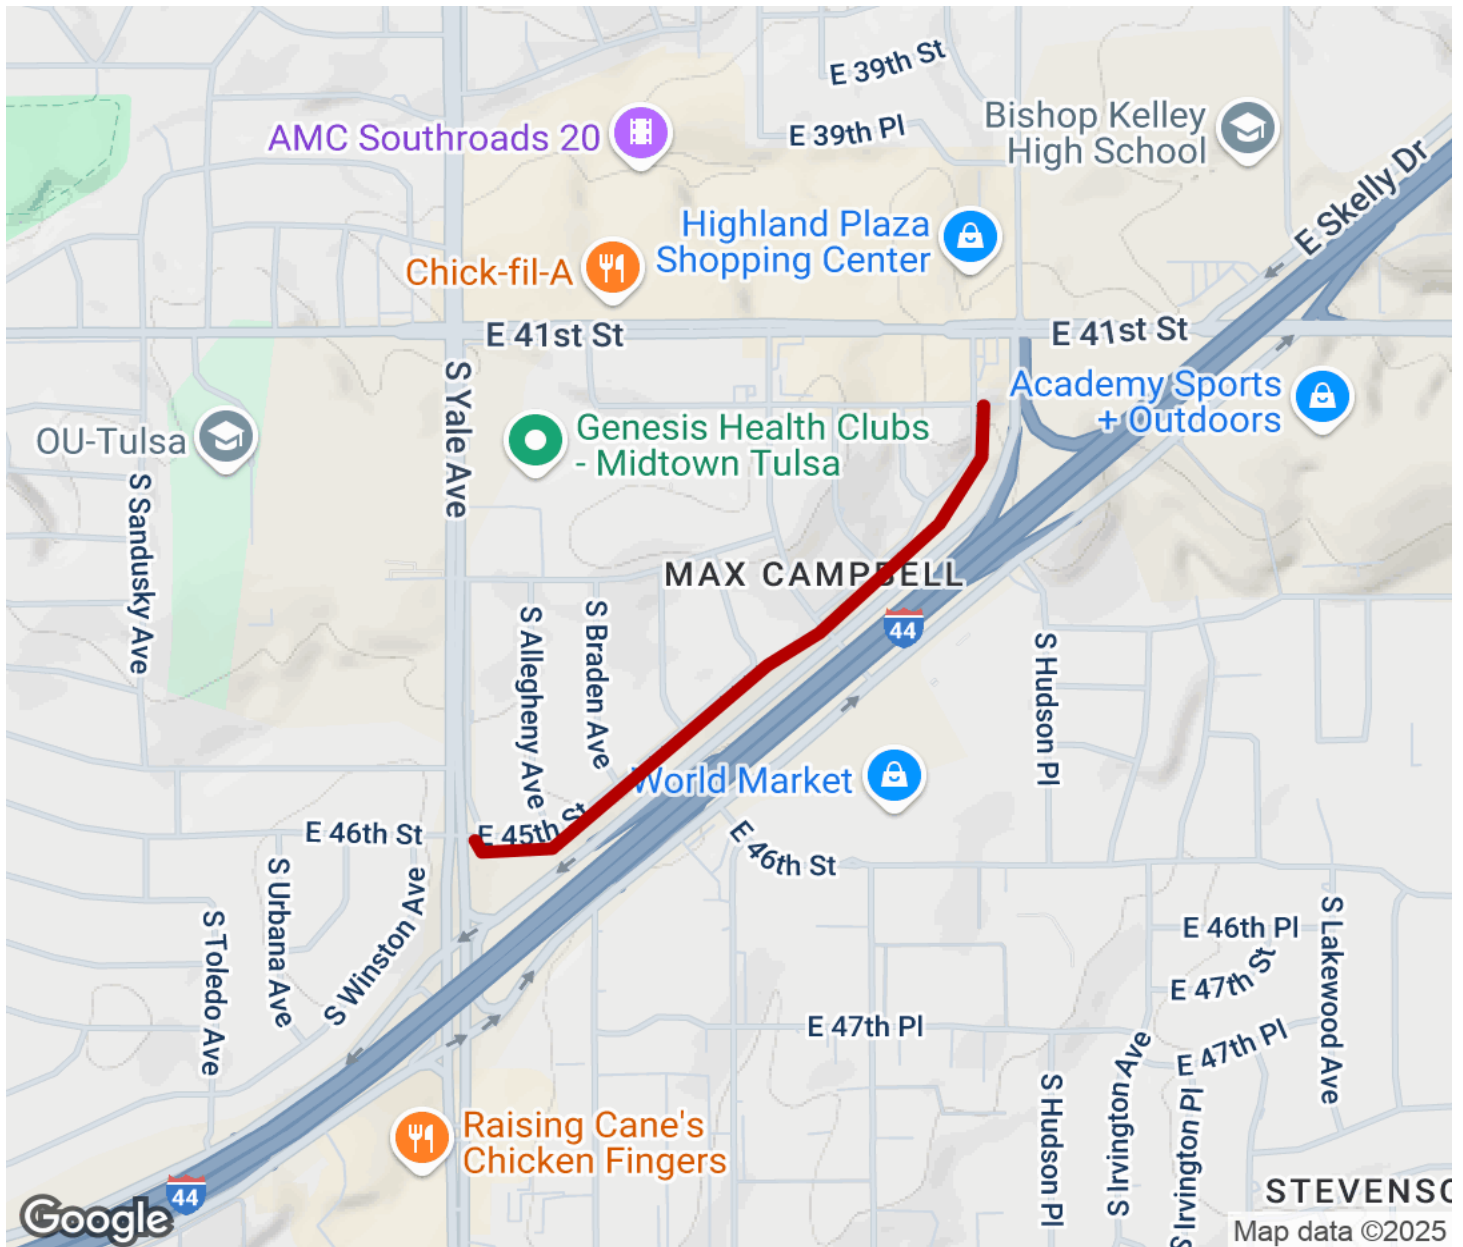 E 39th St
Bishop Kelley
High School
AMC Southroads 20
E 39th Pl
E Skelly Dr
Highland Plaza
Shopping Center
Chick-fil-A
E 41st St
E 41st St
S Yale Ave
Academy Sports
+ Outdoors
OU-Tulsa
Genesis Health Clubs
- Midtown Tulsa
S Sandusky Ave
MAX CAMPBELL
44
S Allegheny Ave
S Braden Ave
S Hudson Pl
World Market
E 46th St
E 45th St
E 46th St
S Urbana Ave
S Winston Ave
S Toledo Ave
E 46th Pl
S Lakewood Ave
E 47th St
E 47th Pl
E 47th Pl
S Hudson Pl
S Irvington Ave
S Irvington Pl
Raising Cane's
Chicken Fingers
44
STEVENSO
Google
Map data ©2025